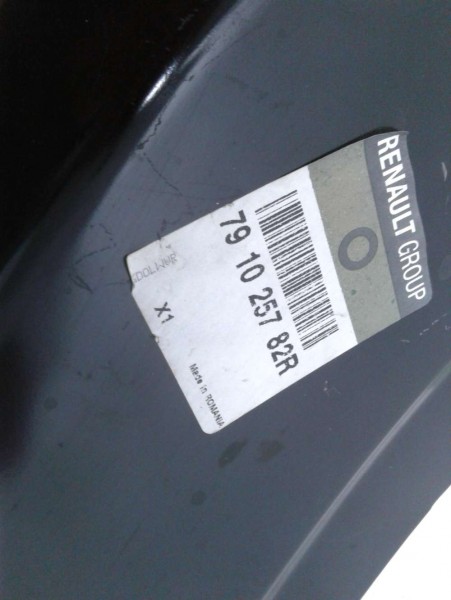 RENAULT GROUP
79 10 257 82R
X1
Made in ROMANIA